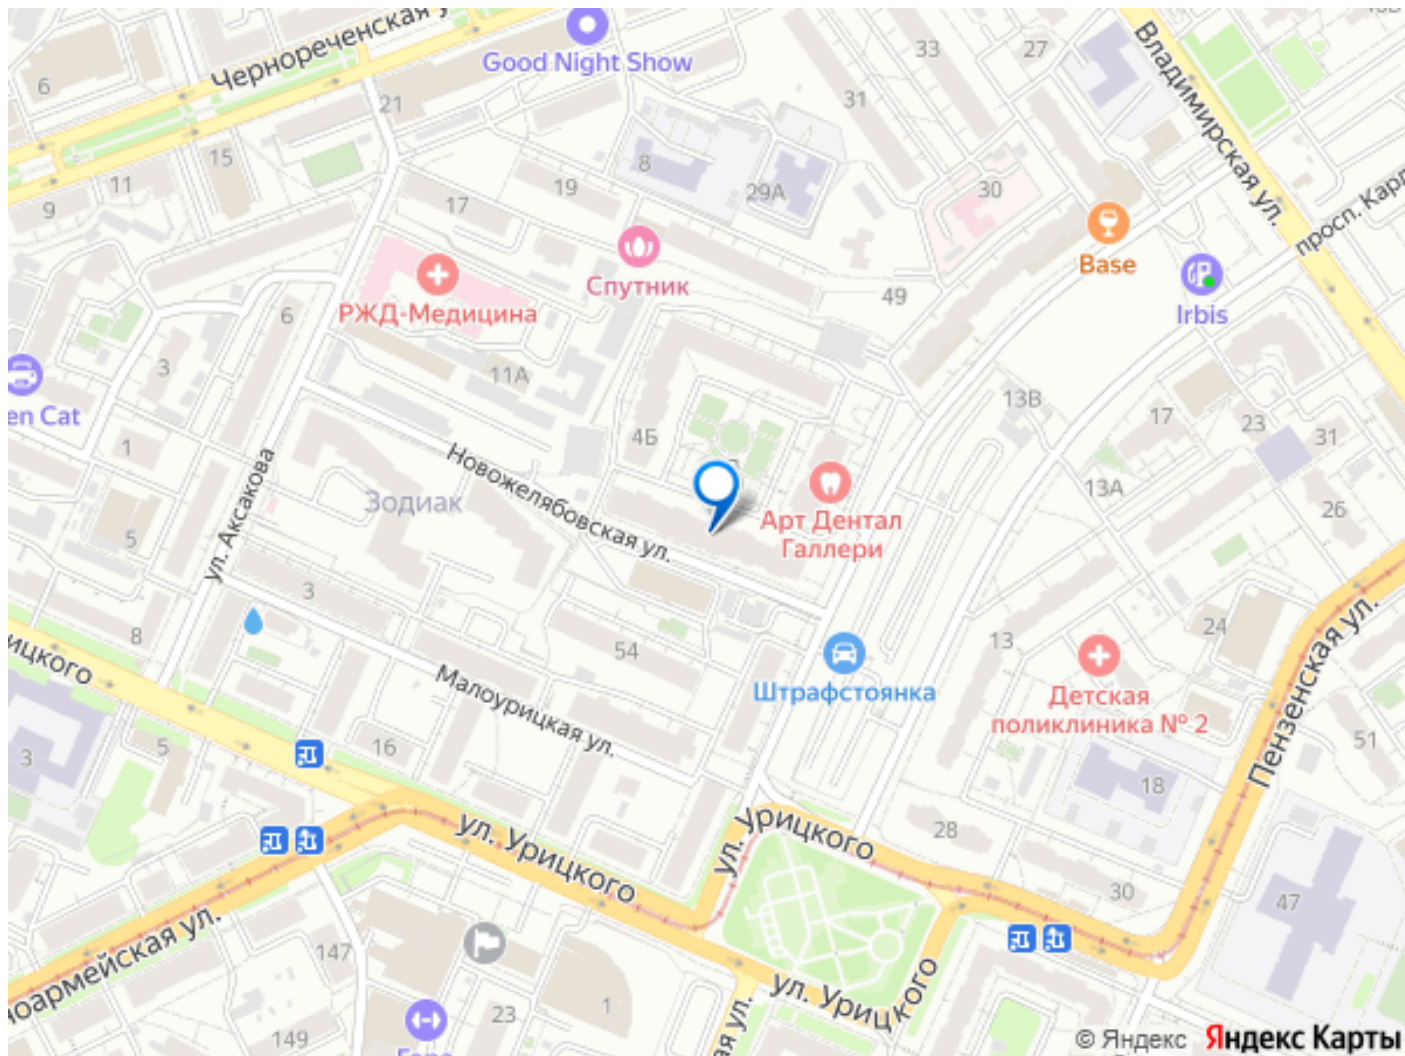 Чернореченская у
Good Night Show
33
27
Владимирская ул.
6
21
31
15
8
29А
30
11
19
17
9
просп. Карл
Base
Спутник
49
Irbis
РЖД-Медицина
6
3
11А
13В
17
en Cat
23
31
1
4Б
Новожелябовская ул.
Зодиак
13А
ул. Аксакова
Арт Дентал
Галлери
26
5
3
8
54
13
24
Пензенская ул.
Штрафстоянка
Детская
поликлиника № 2
рицкого
Малоурицкая ул.
3
5
16
18
51
ул. Урицкого
ул. Урицкого
28
30
47
ноармейская ул.
147
ул. Урицкого
23
1
149
ая ул.
© Яндекс Яндекс Карты